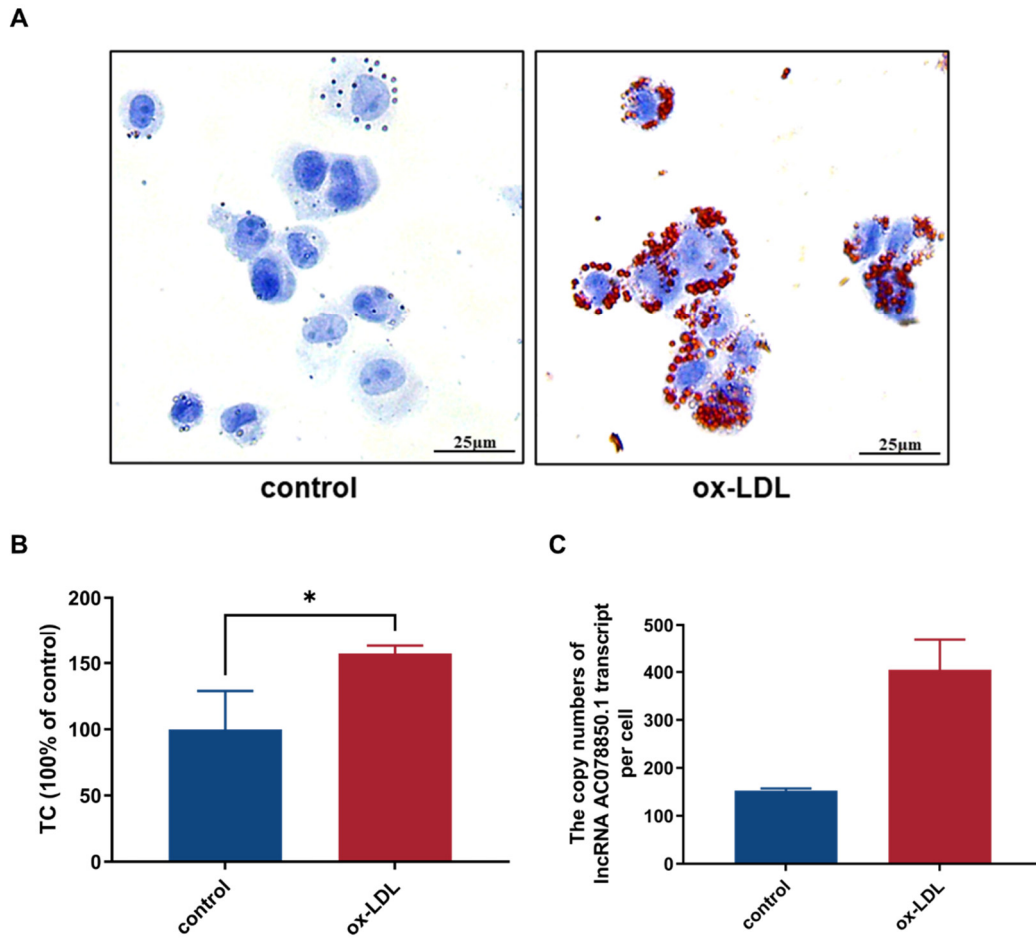 A
25μm
25μm
control
ox-LDL
B
C
TC (100% of control)
200
150
100
50
0
*
control
ox-LDL
The copy numbers of
lncRNA AC078850.1 transcript
per cell
500
400
300
200
100
0
control
ox-LDL